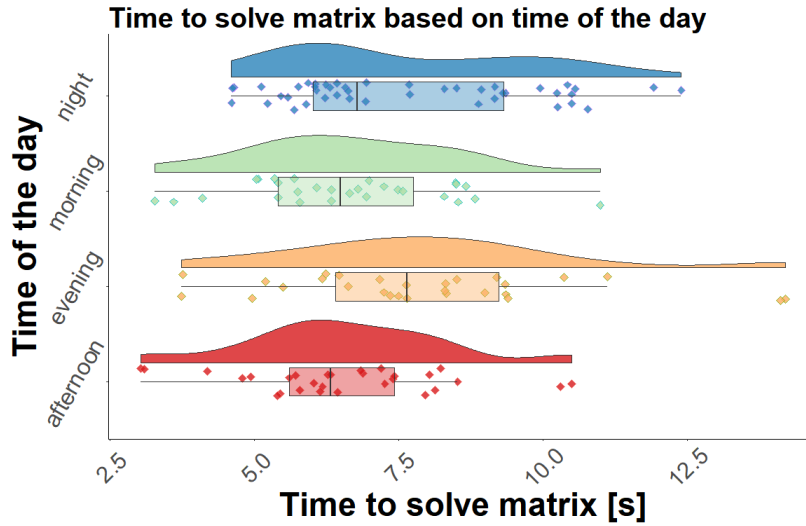 Time to solve matrix based on time of the day
Time of the day
night
morning
evening
afternoon
2.5
5.0
7.5
10.0
12.5
Time to solve matrix [s]